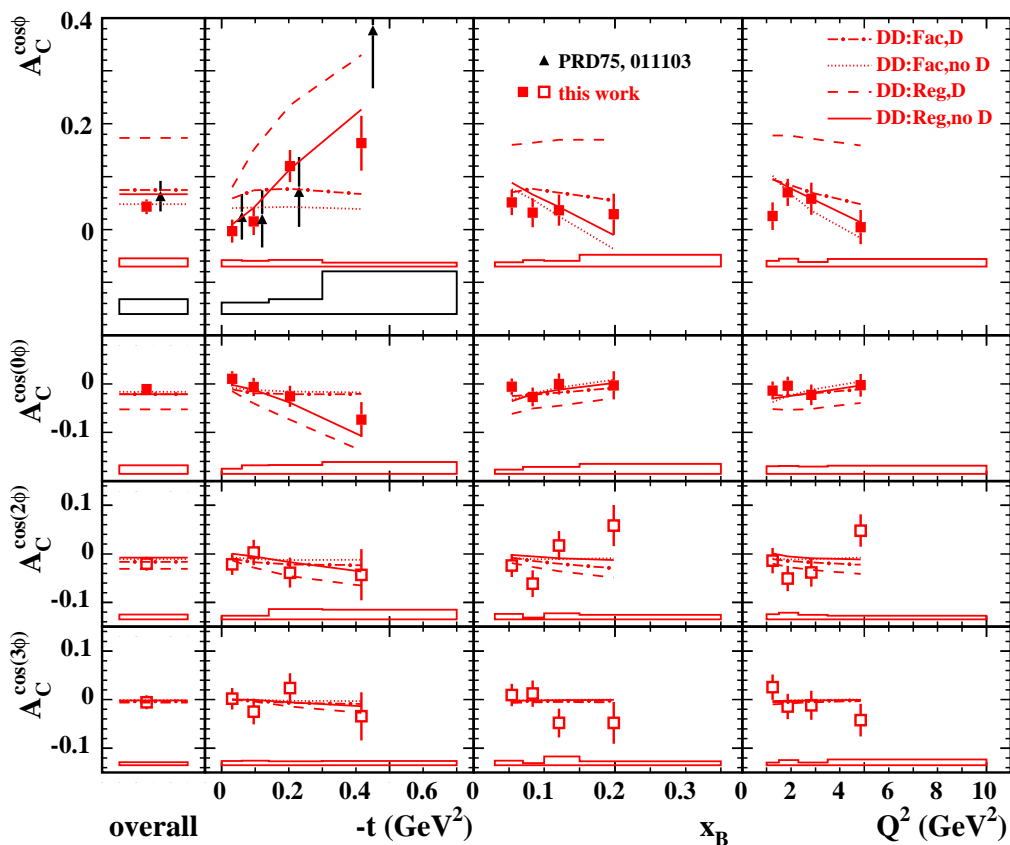 A_C^cosφ
0.4
0.2
0
PRD75, 011103
this work
DD:Fac,D
DD:Fac,no D
DD:Reg,D
DD:Reg,no D
A_C^cos(0φ)
0
-0.1
A_C^cos(2φ)
0.1
0
-0.1
A_C^cos(3φ)
0.1
0
-0.1
0 0.2 0.4 0.6 0 0.1 0.2 0.3 2 4 6 8 10
overall -t (GeV²) x_B Q² (GeV²)